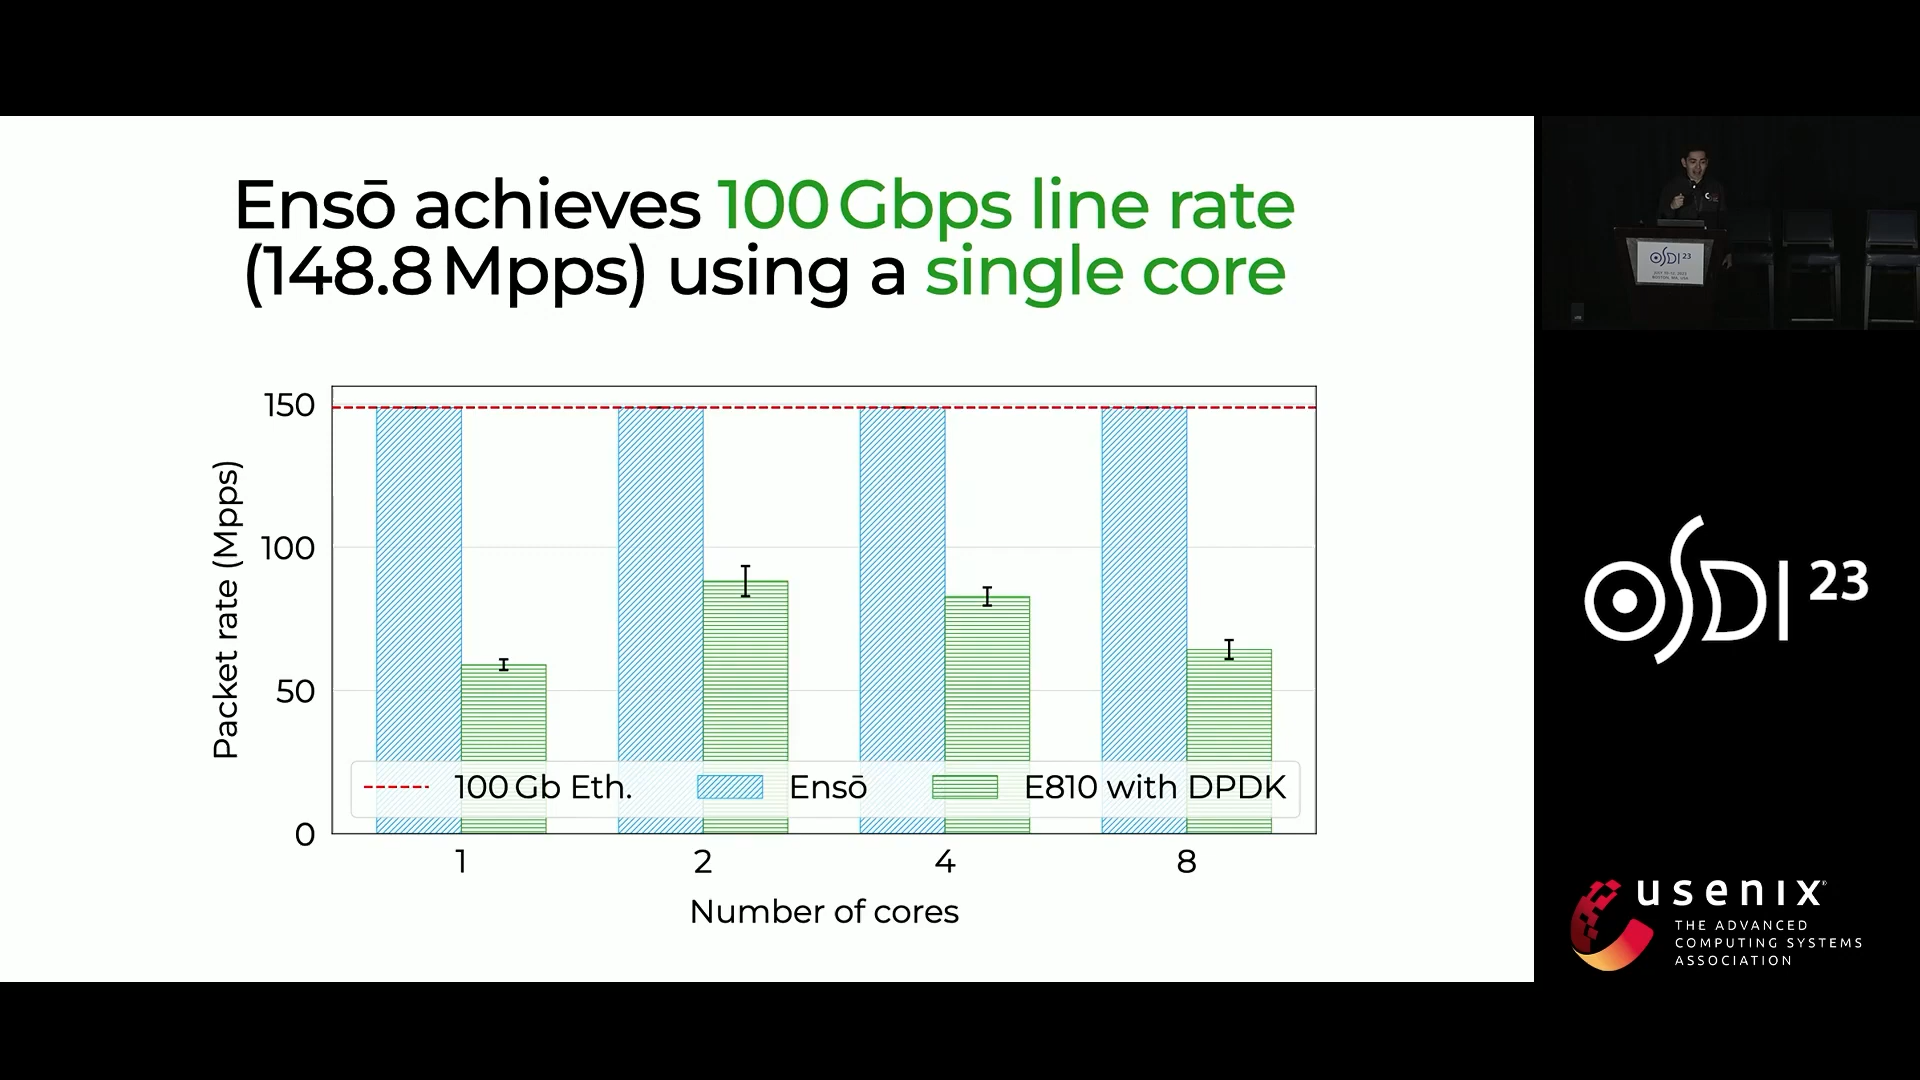 Ensō achieves 100 Gbps line rate
(148.8 Mpps) using a single core
150
100
50
0
Packet rate (Mpps)
100 Gb Eth.
Ensō
E810 with DPDK
1
2
4
8
Number of cores
OSDI 23
OSDI 23
usenix
THE ADVANCED
COMPUTING SYSTEMS
ASSOCIATION